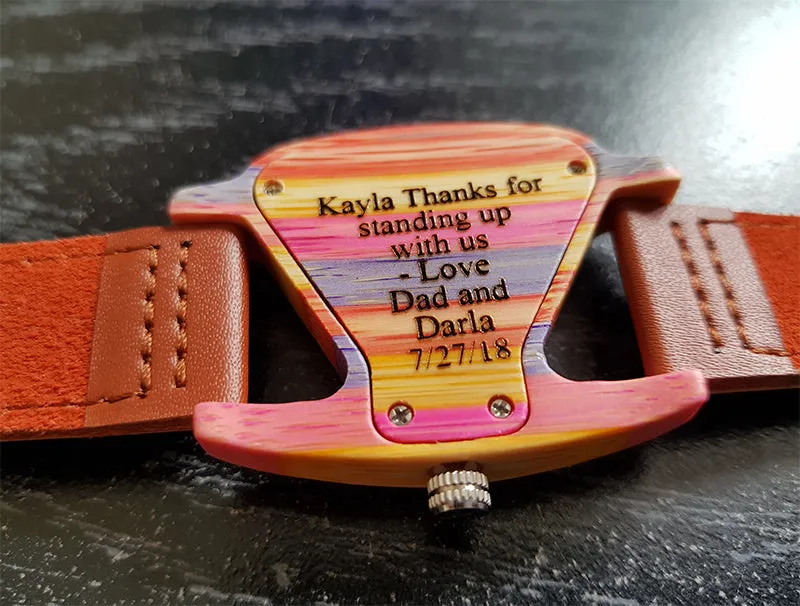 Kayla Thanks for
standing up
with us
- Love
Dad and
Darla
7/27/18